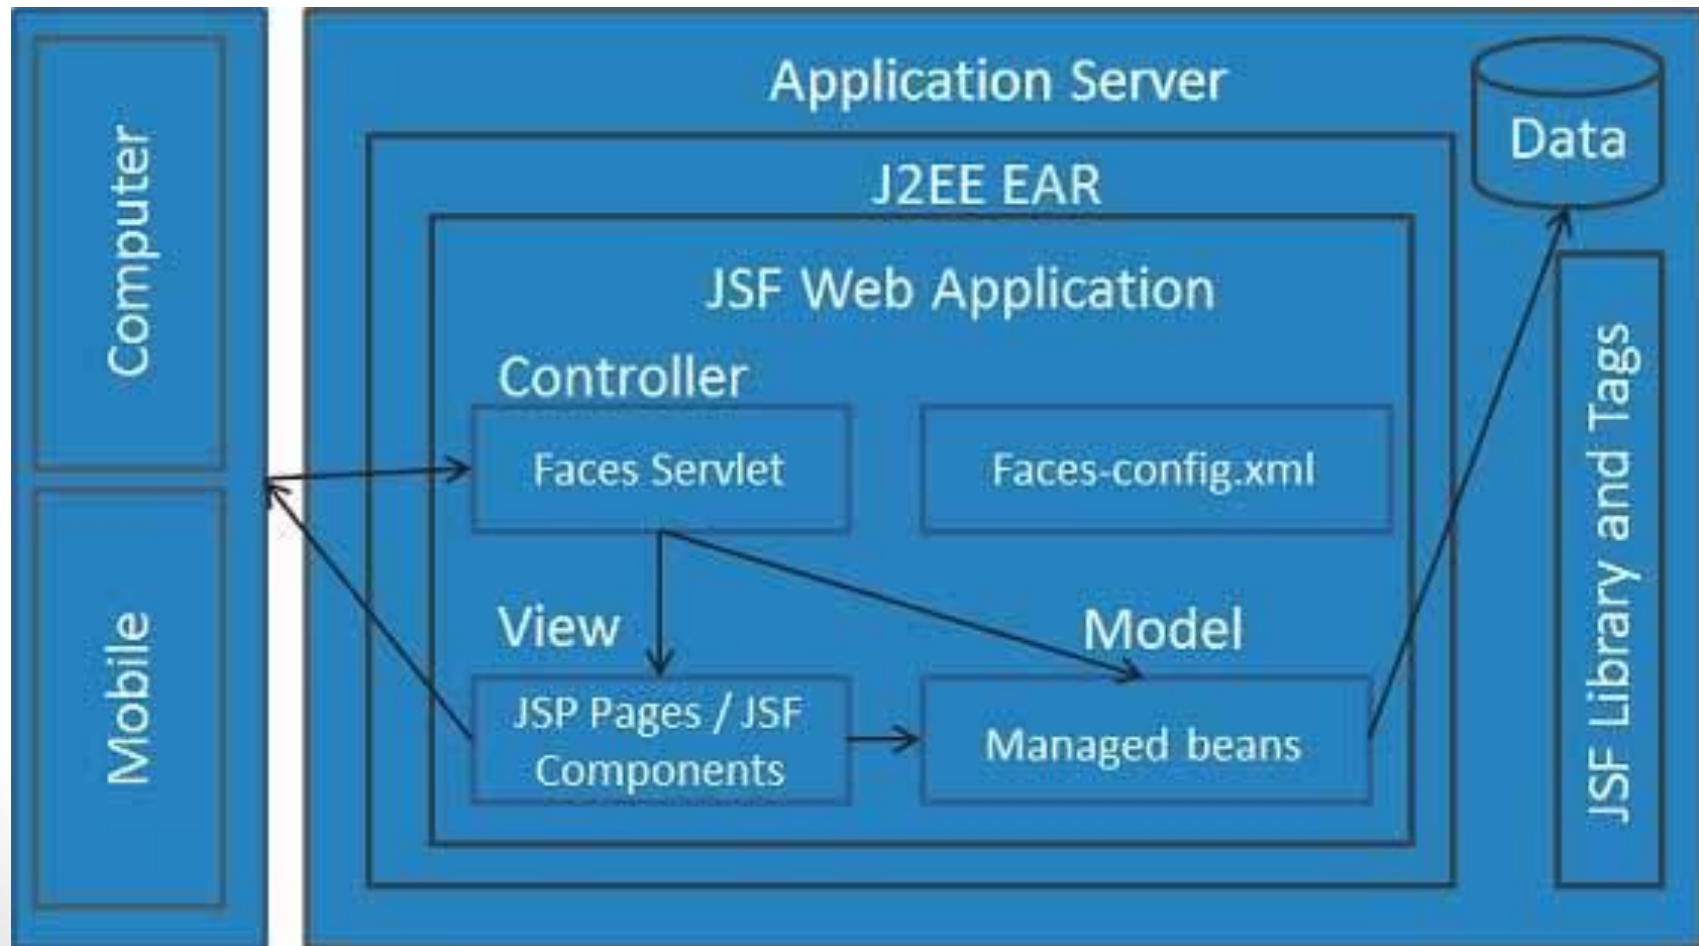 Computer
Mobile
Application Server
J2EE EAR
JSF Web Application
Controller
Faces Servlet
Faces-config.xml
View
Model
JSP Pages / JSF
Components
Managed beans
Data
JSF Library and Tags